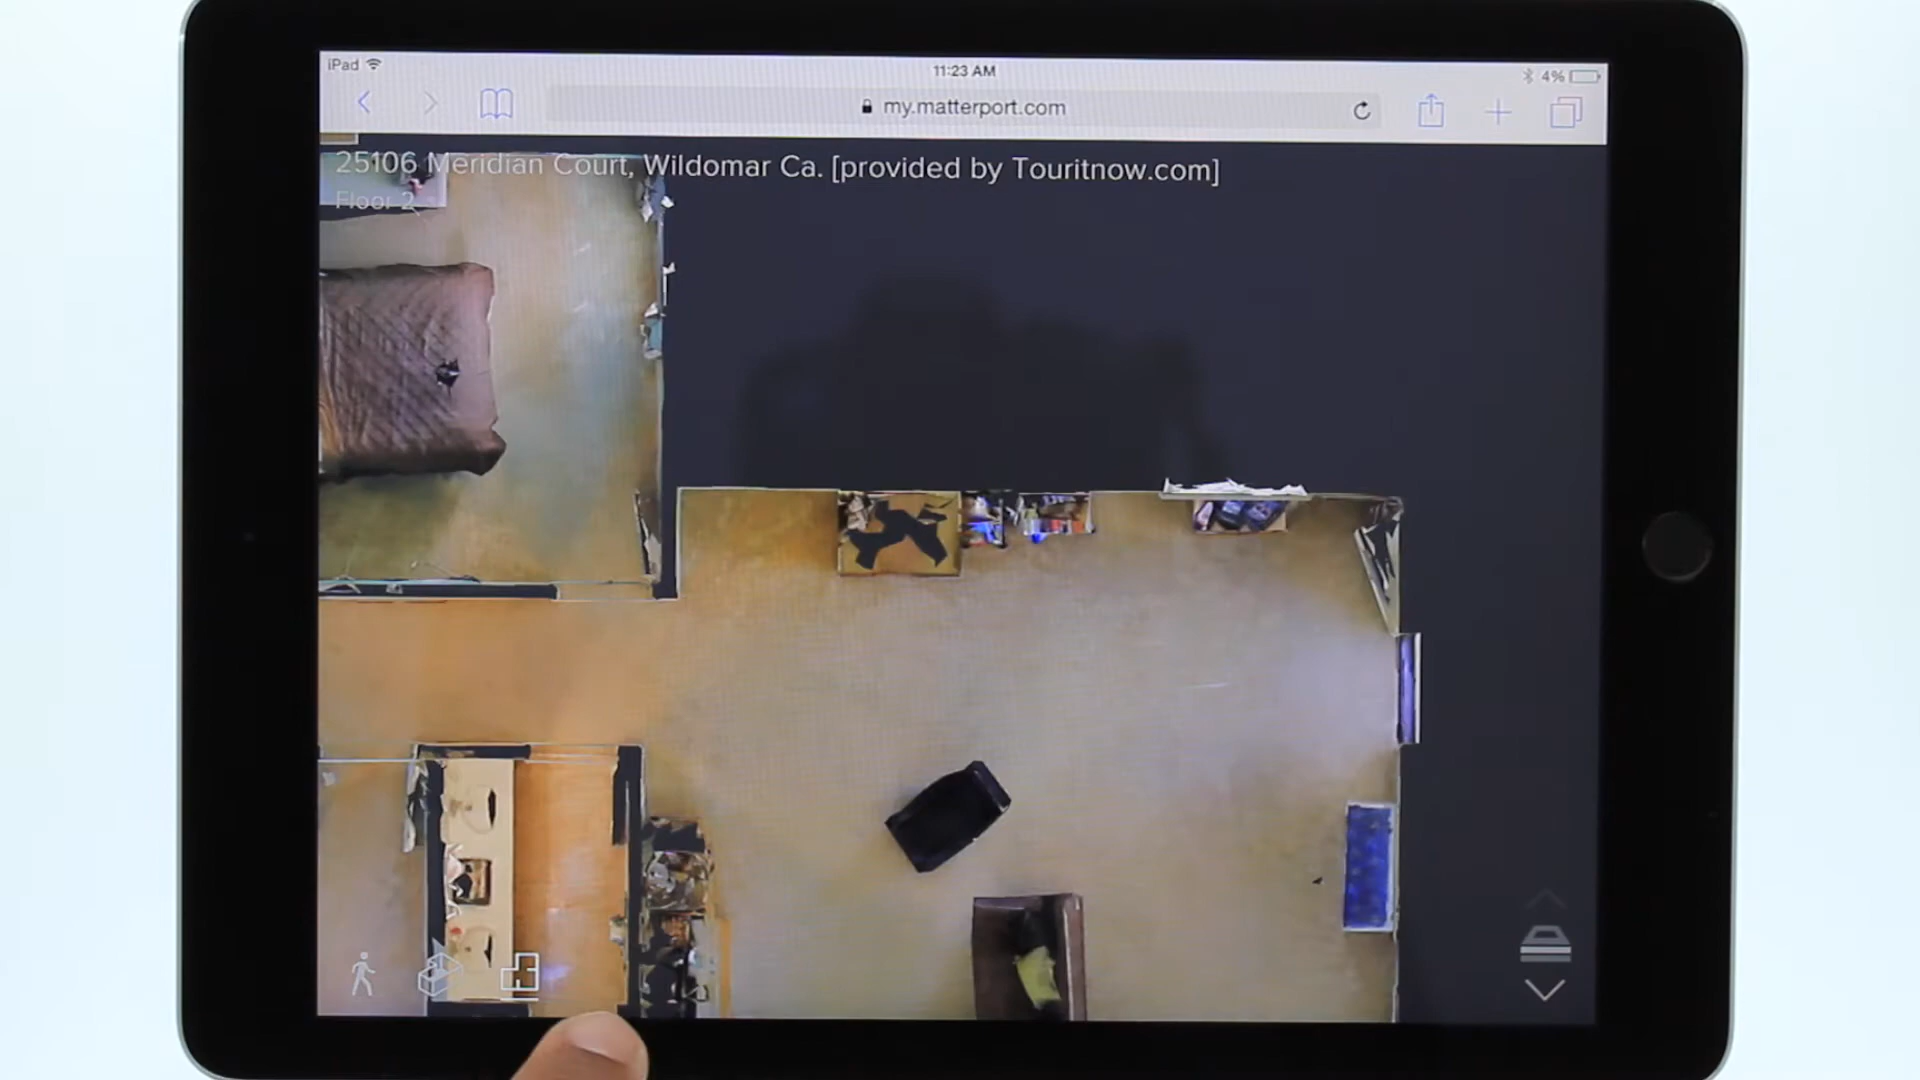 iPad
11:23 AM
4%
my.matterport.com
25106 Meridian Court, Wildomar Ca. [provided by Touritnow.com]
Floor 2